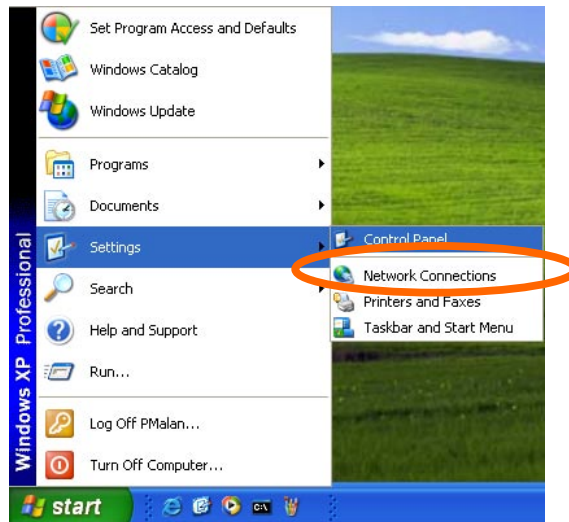 Set Program Access and Defaults
Windows Catalog
Windows Update
Programs
Documents
Settings
Search
Help and Support
Run...
Log Off PMalan...
Turn Off Computer...
Control Panel
Network Connections
Printers and Faxes
Taskbar and Start Menu
Windows XP Professional
start
C:\